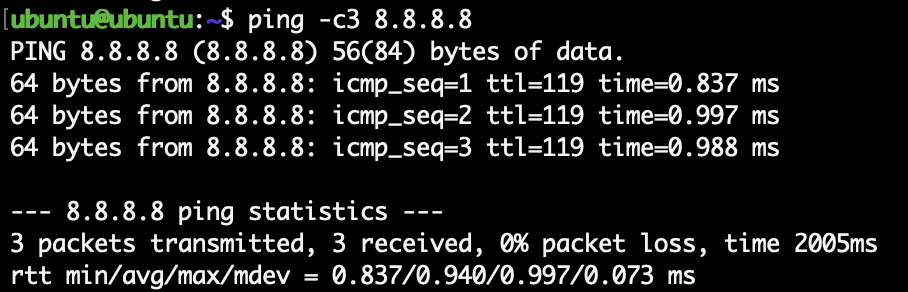 [ubuntu@ubuntu:~$ ping -c3 8.8.8.8
PING 8.8.8.8 (8.8.8.8) 56(84) bytes of data.
64 bytes from 8.8.8.8: icmp_seq=1 ttl=119 time=0.837 ms
64 bytes from 8.8.8.8: icmp_seq=2 ttl=119 time=0.997 ms
64 bytes from 8.8.8.8: icmp_seq=3 ttl=119 time=0.988 ms

--- 8.8.8.8 ping statistics ---
3 packets transmitted, 3 received, 0% packet loss, time 2005ms
rtt min/avg/max/mdev = 0.837/0.940/0.997/0.073 ms